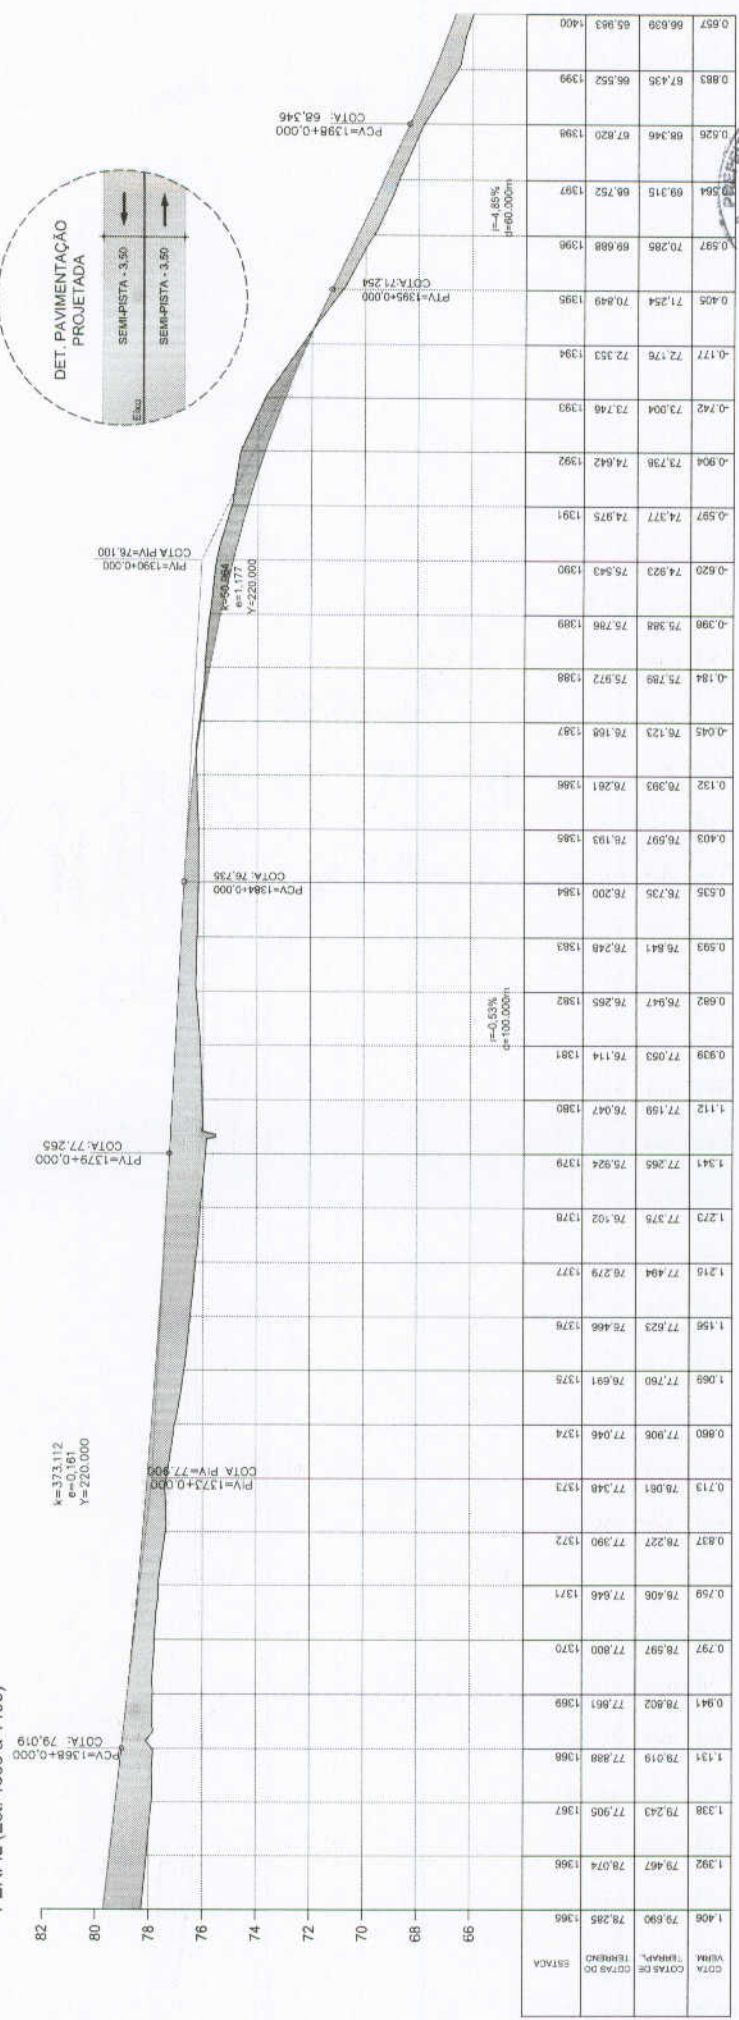 DET. PAVIMENTAÇÃO
PROJETADA
Eixo
SEMI-PISTA - 3,50
SEMI-PISTA - 3,50
82
80
78
76
74
72
70
68
66
PCV=1368+0,000
COTA: 79,019
k=373,112
e=0,161
Y=220.000
PIV=1373+0,000
COTA PIV=77.900
PTV=1379+0,000
COTA: 77.265
i=-0,53%
d=100.000m
PCV=1384+0,000
COTA: 76,735
PIV=1390+0,000
COTA PIV=76.100
k=50,964
e=1,177
Y=220.000
PTV=1395+0,000
COTA:71.254
i=-4,85%
d=60.000m
PCV=1398+0,000
COTA: 68,346
ESTACA 1365 1366 1367 1368 1369 1370 1371 1372 1373 1374 1375 1376 1377 1378 1379 1380 1381 1382 1383 1384 1385 1386 1387 1388 1389 1390 1391 1392 1393 1394 1395 1396 1397 1398 1399 1400
COTAS DO TERRENO 78,285 78,074 77,905 77,888 77,861 77,800 77,646 77,390 77,348 77,046 76,691 76,466 76,279 76,102 75,924 76,047 76,114 76,265 76,248 76,200 76,193 76,261 76,168 75,972 75,786 75,543 74,975 74,642 73,746 72,353 70,849 69,688 68,752 67,820 66,552 65,983
COTAS DE TERRAPL. 79,690 79,467 79,243 79,019 78,802 78,597 78,406 78,227 78,061 77,906 77,760 77,623 77,494 77,375 77,265 77,159 77,053 76,947 76,841 76,735 76,597 76,393 76,123 75,789 75,388 74,923 74,377 73,736 73,004 72,176 71,254 70,285 69,315 68,346 67,435 66,639
COTA VERM. 1,406 1,392 1,338 1,131 0,941 0,797 0,759 0,837 0,713 0,860 1,069 1,156 1,215 1,273 1,341 1,112 0,939 0,682 0,593 0,535 0,403 0,132 -0,045 -0,184 -0,398 -0,620 -0,597 -0,904 -0,742 -0,177 0,405 0,597 0,564 0,526 0,883 0,657